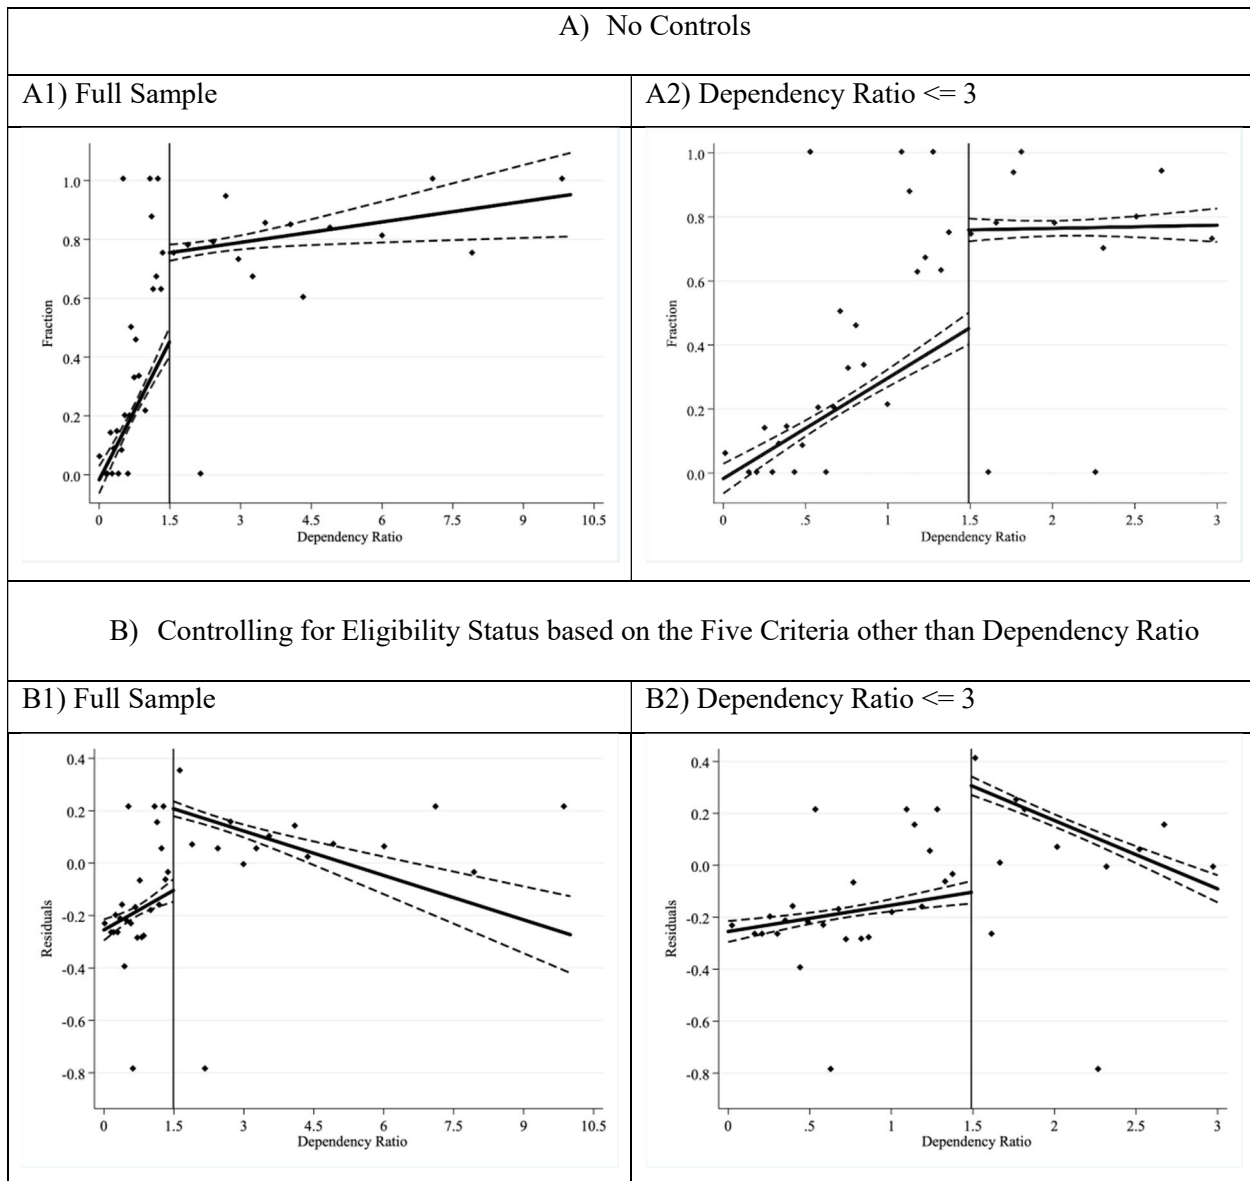 A) No Controls
A1) Full Sample
A2) Dependency Ratio <= 3
Fraction
1.0
0.8
0.6
0.4
0.2
0.0
0 1.5 3 4.5 6 7.5 9 10.5
Dependency Ratio
Fraction
1.0
0.8
0.6
0.4
0.2
0.0
0 .5 1 1.5 2 2.5 3
Dependency Ratio
B) Controlling for Eligibility Status based on the Five Criteria other than Dependency Ratio
B1) Full Sample
B2) Dependency Ratio <= 3
Residuals
0.4
0.2
0.0
-0.2
-0.4
-0.6
-0.8
0 1.5 3 4.5 6 7.5 9 10.5
Dependency Ratio
Residuals
0.4
0.2
0.0
-0.2
-0.4
-0.6
-0.8
0 .5 1 1.5 2 2.5 3
Dependency Ratio